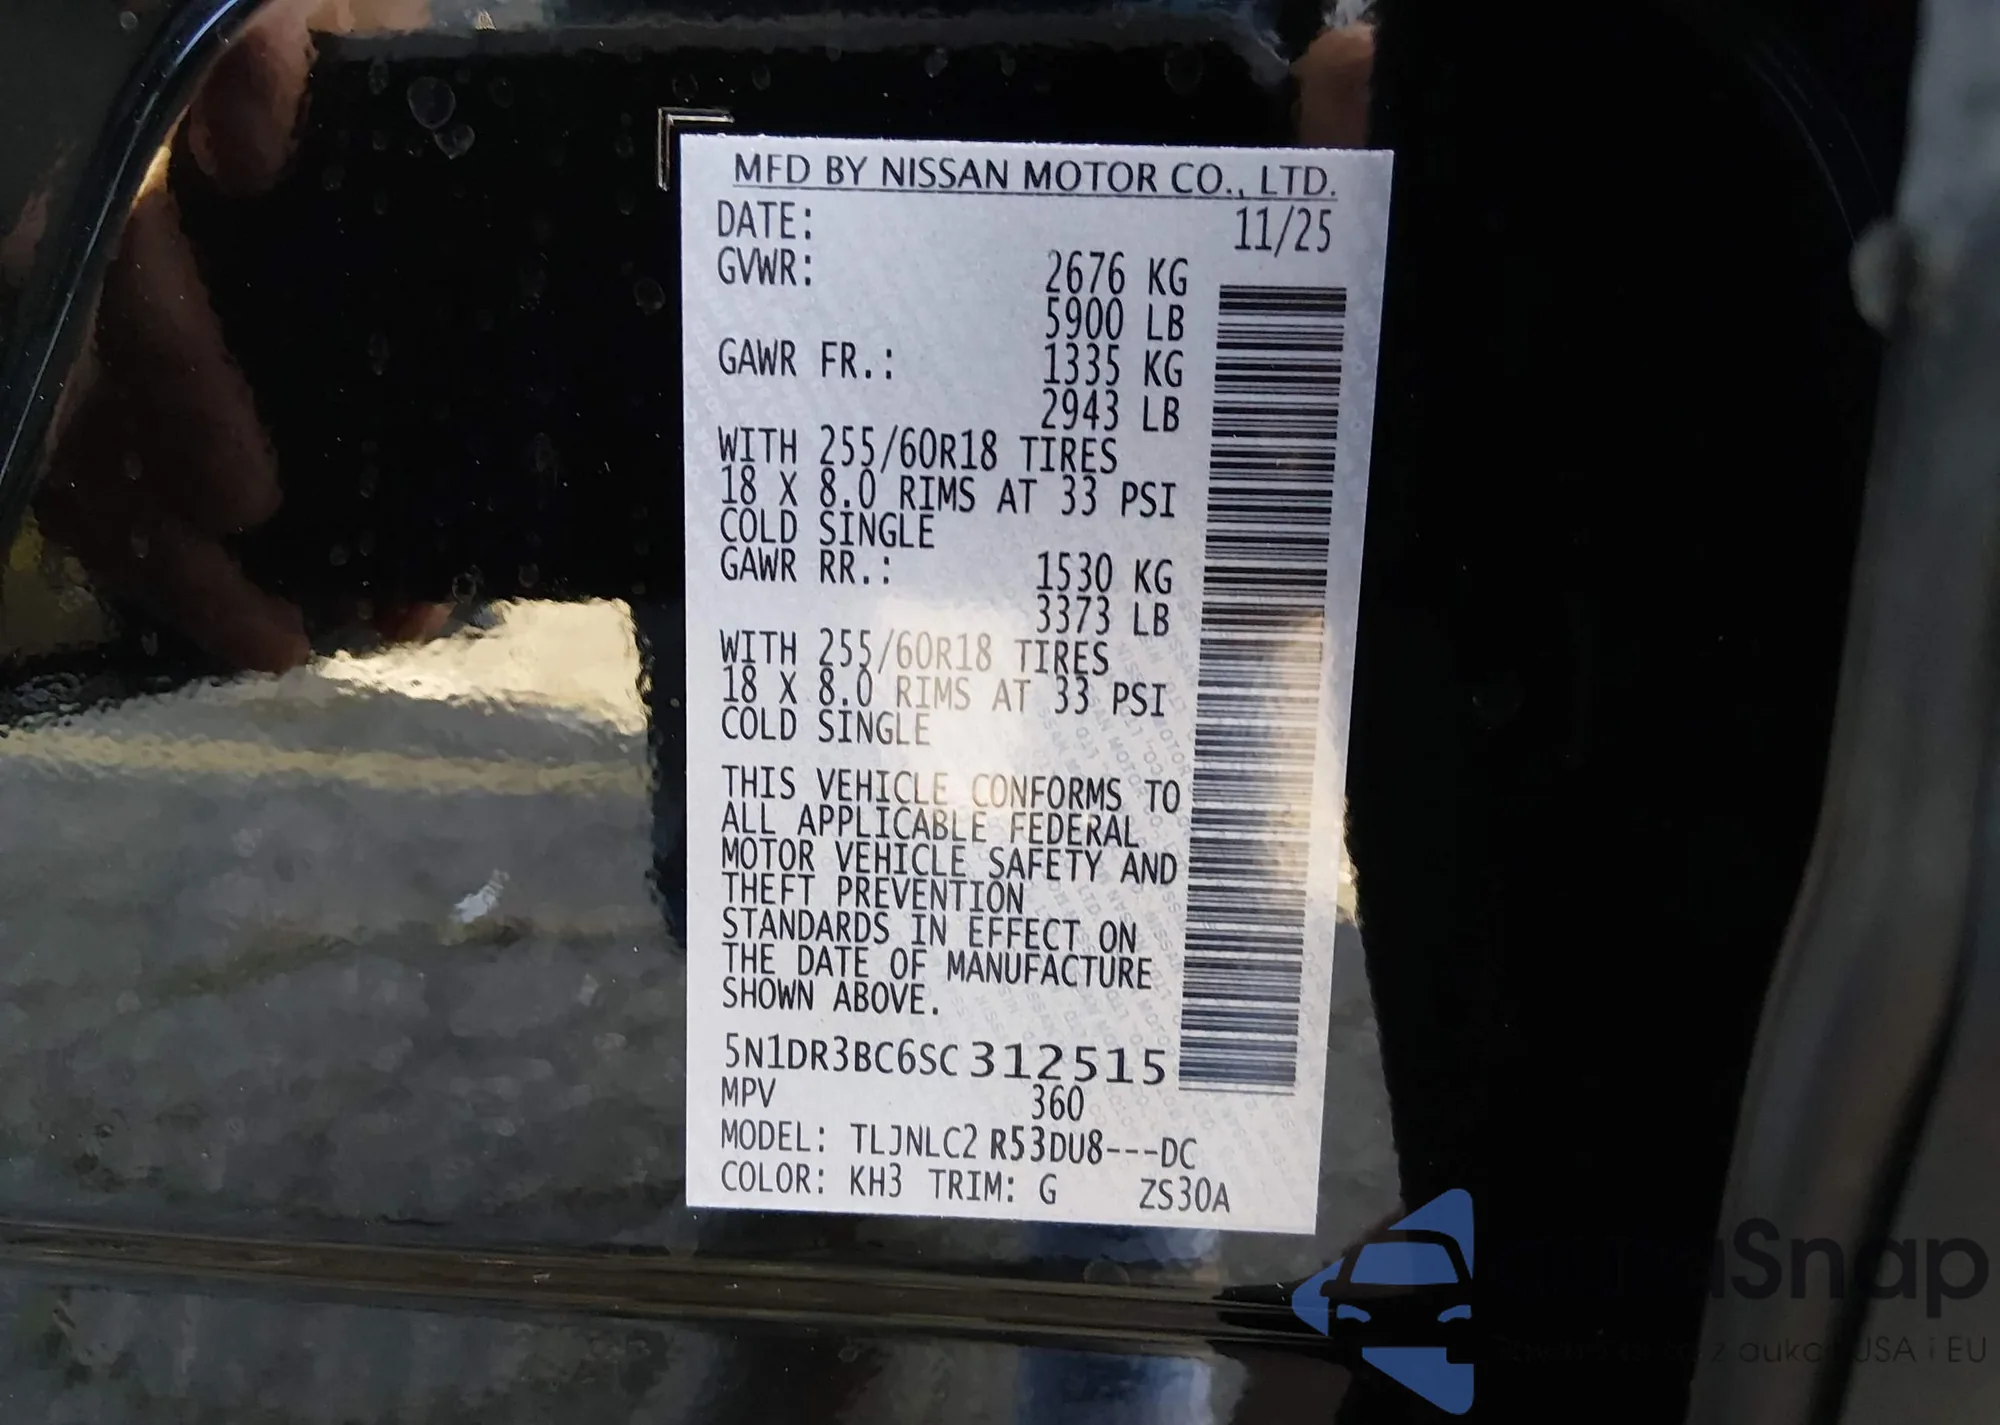 MFD BY NISSAN MOTOR CO., LTD.
DATE: 11/25
GVWR: 2676 KG
5900 LB
GAWR FR.: 1335 KG
2943 LB
WITH 255/60R18 TIRES
18 X 8.0 RIMS AT 33 PSI
COLD SINGLE
GAWR RR.: 1530 KG
3373 LB
WITH 255/60R18 TIRES
18 X 8.0 RIMS AT 33 PSI
COLD SINGLE
THIS VEHICLE CONFORMS TO
ALL APPLICABLE FEDERAL
MOTOR VEHICLE SAFETY AND
THEFT PREVENTION
STANDARDS IN EFFECT ON
THE DATE OF MANUFACTURE
SHOWN ABOVE.
5N1DR3BC6SC312515
MPV 360
MODEL: TLJNLC2 R53DU8---DC
COLOR: KH3 TRIM: G ZS30A
USA i EU